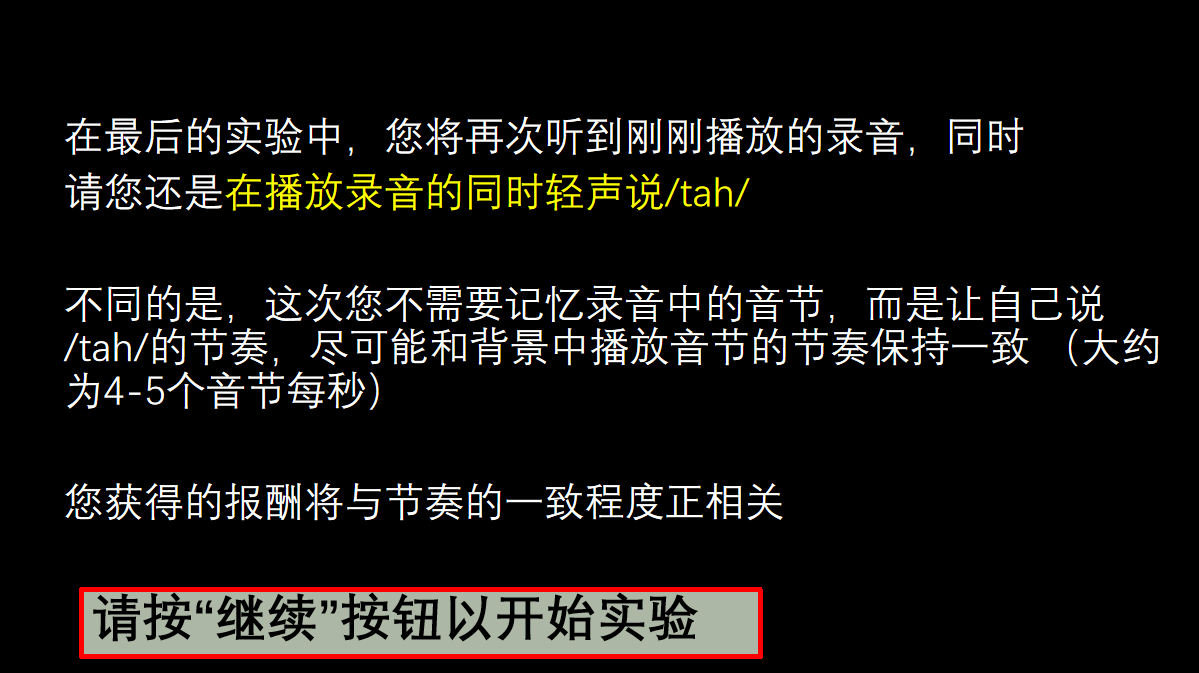 在最后的实验中，您将再次听到刚刚播放的录音，同时
请您还是在播放录音的同时轻声说/tah/
不同的是，这次您不需要记忆录音中的音节，而是让自己说
/tah/的节奏，尽可能和背景中播放音节的节奏保持一致 （大约
为4-5个音节每秒）
您获得的报酬将与节奏的一致程度正相关
请按“继续”按钮以开始实验